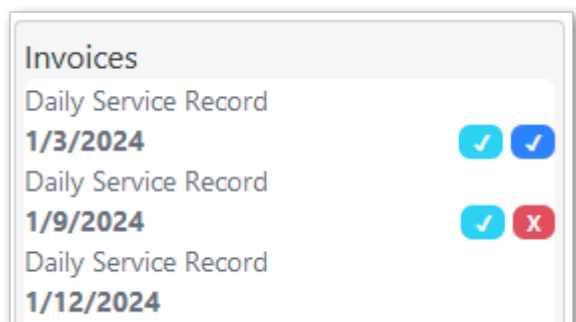 Invoices
Daily Service Record
1/3/2024 ✓ ✓
Daily Service Record
1/9/2024 ✓ X
Daily Service Record
1/12/2024